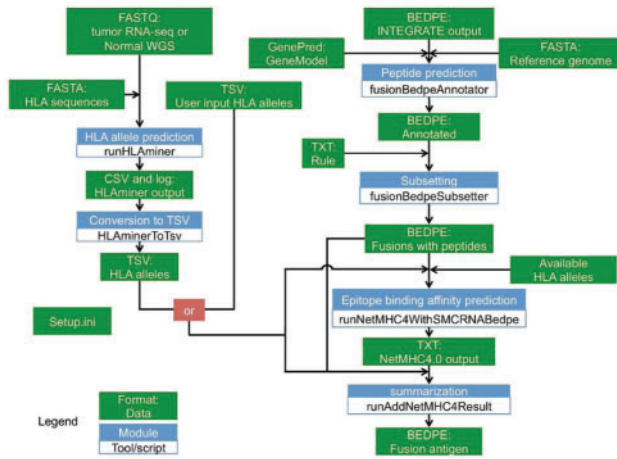 FASTQ:
tumor RNA-seq or
Normal WGS
FASTA:
HLA sequences
TSV:
User input HLA alleles
HLA allele prediction
runHLAminer
CSV and log:
HLAminer output
Conversion to TSV
HLAminerToTsv
TSV:
HLA alleles
or
Setup.ini
Legend
Format:
Data
Module
Tool/script
BEDPE:
INTEGRATE output
GenePred:
GeneModel
FASTA:
Reference genome
Peptide prediction
fusionBedpeAnnotator
BEDPE:
Annotated
TXT:
Rule
Subsetting
fusionBedpeSubsetter
BEDPE:
Fusions with peptides
Available
HLA alleles
Epitope binding affinity prediction
runNetMHC4WithSMCRNABedpe
TXT:
NetMHC4.0 output
summarization
runAddNetMHC4Result
BEDPE:
Fusion antigen